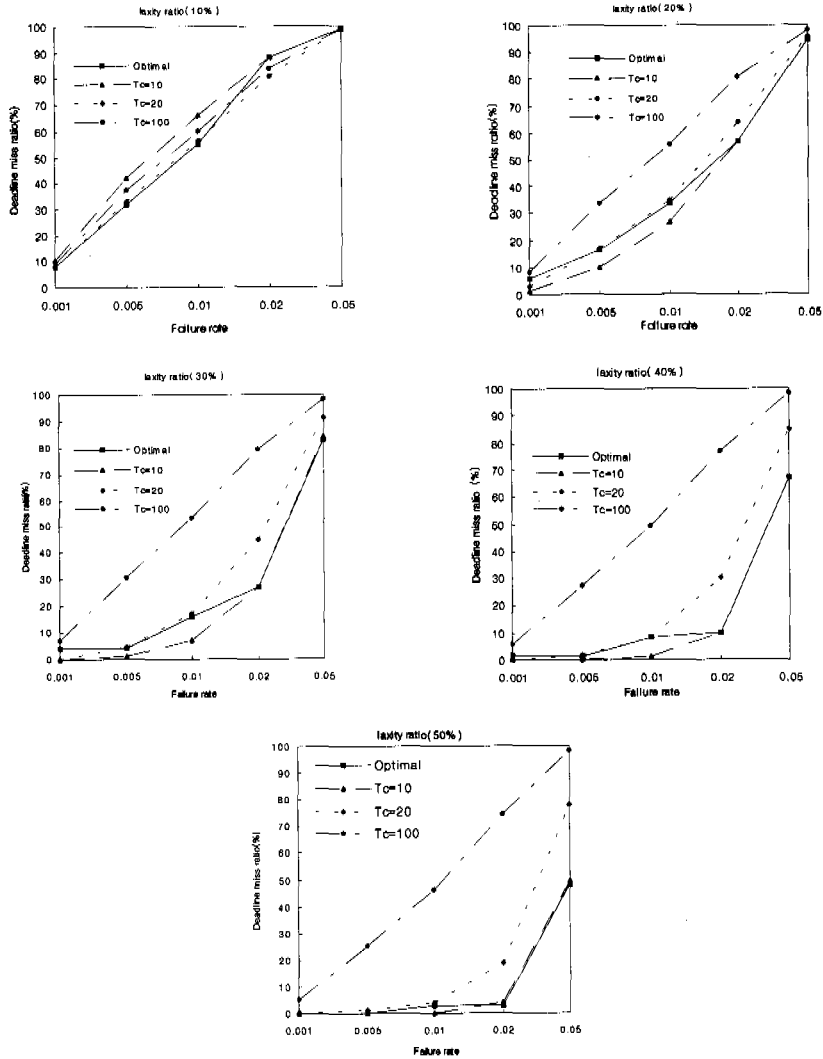 laxity ratio(10%)
100
90
80
70
60
50
40
30
20
10
0
Deadline miss ratio(%)
Optimal
Tc=10
Tc=20
Tc=100
0.001
0.005
0.01
0.02
0.05
Failure rate
laxity ratio(20%)
100
90
80
70
60
50
40
30
20
10
0
Deadline miss ratio(%)
Optimal
Tc=10
Tc=20
Tc=100
0.001
0.005
0.01
0.02
0.05
Failure rate
laxity ratio(30%)
100
90
80
70
60
50
40
30
20
10
0
Deadline miss ratio(%)
Optimal
Tc=10
Tc=20
Tc=100
0.001
0.005
0.01
0.02
0.05
Failure rate
laxity ratio(40%)
100
90
80
70
60
50
40
30
20
10
0
Deadline miss ratio (%)
Optimal
Tc=10
Tc=20
Tc=100
0.001
0.005
0.01
0.02
0.05
Failure rate
laxity ratio(50%)
100
90
80
70
60
50
40
30
20
10
0
Deadline miss ratio(%)
Optimal
Tc=10
Tc=20
Tc=100
0.001
0.005
0.01
0.02
0.05
Failure rate